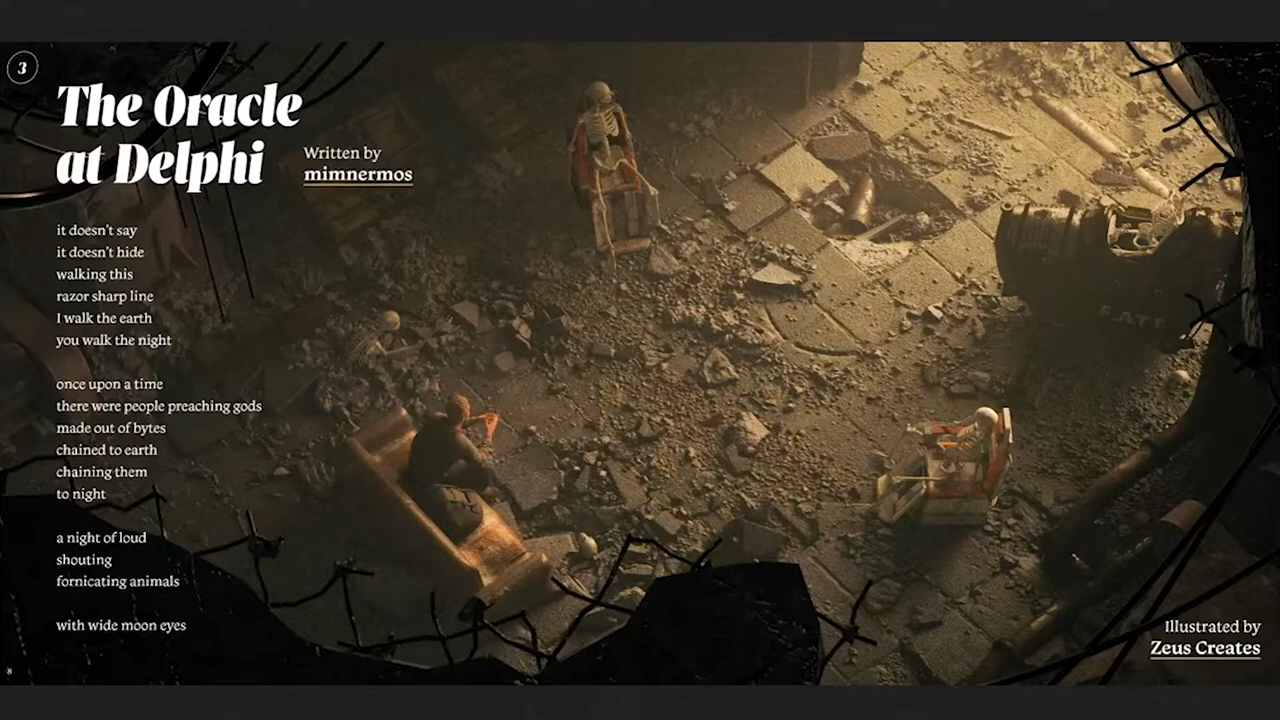 3
The Oracle
at Delphi
Written by
mimnermos
it doesn't say
it doesn't hide
walking this
razor sharp line
I walk the earth
you walk the night
once upon a time
there were people preaching gods
made out of bytes
chained to earth
chaining them
to night
a night of loud
shouting
fornicating animals
with wide moon eyes
Illustrated by
Zeus Creates
8